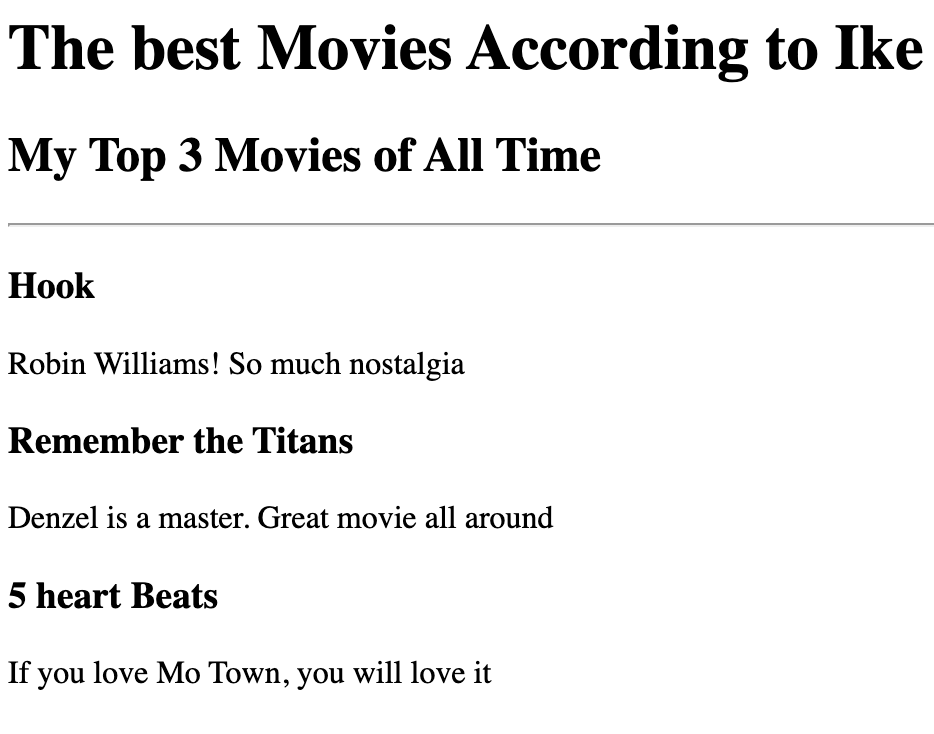 The best Movies According to Ike
My Top 3 Movies of All Time
Hook
Robin Williams! So much nostalgia
Remember the Titans
Denzel is a master. Great movie all around
5 heart Beats
If you love Mo Town, you will love it